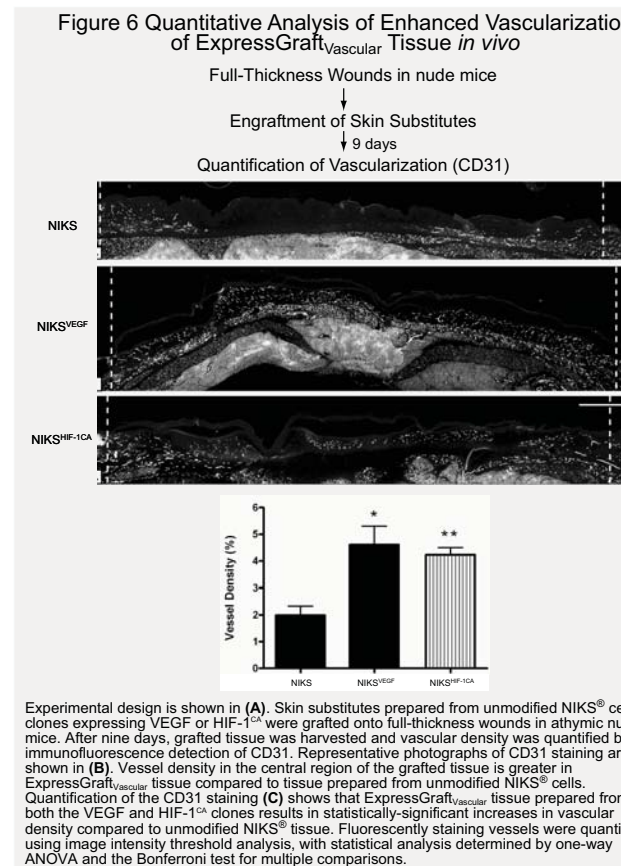 Figure 6 Quantitative Analysis of Enhanced Vascularizatio
of ExpressGraftVascular Tissue in vivo
Full-Thickness Wounds in nude mice
Engraftment of Skin Substitutes
9 days
Quantification of Vascularization (CD31)
NIKS
NIKSVEGF
NIKSHIF-1CA
6
5
4
3
2
1
0
Vessel Density (%)
*
**
NIKS NIKSVEGF NIKSHIF-1CA
Experimental design is shown in (A). Skin substitutes prepared from unmodified NIKS® ce
clones expressing VEGF or HIF-1CA were grafted onto full-thickness wounds in athymic nu
mice. After nine days, grafted tissue was harvested and vascular density was quantified b
immunofluorescence detection of CD31. Representative photographs of CD31 staining ar
shown in (B). Vessel density in the central region of the grafted tissue is greater in
ExpressGraftVascular tissue compared to tissue prepared from unmodified NIKS® cells.
Quantification of the CD31 staining (C) shows that ExpressGraftVascular tissue prepared from
both the VEGF and HIF-1CA clones results in statistically-significant increases in vascular
density compared to unmodified NIKS® tissue. Fluorescently staining vessels were quanti
using image intensity threshold analysis, with statistical analysis determined by one-way
ANOVA and the Bonferroni test for multiple comparisons.